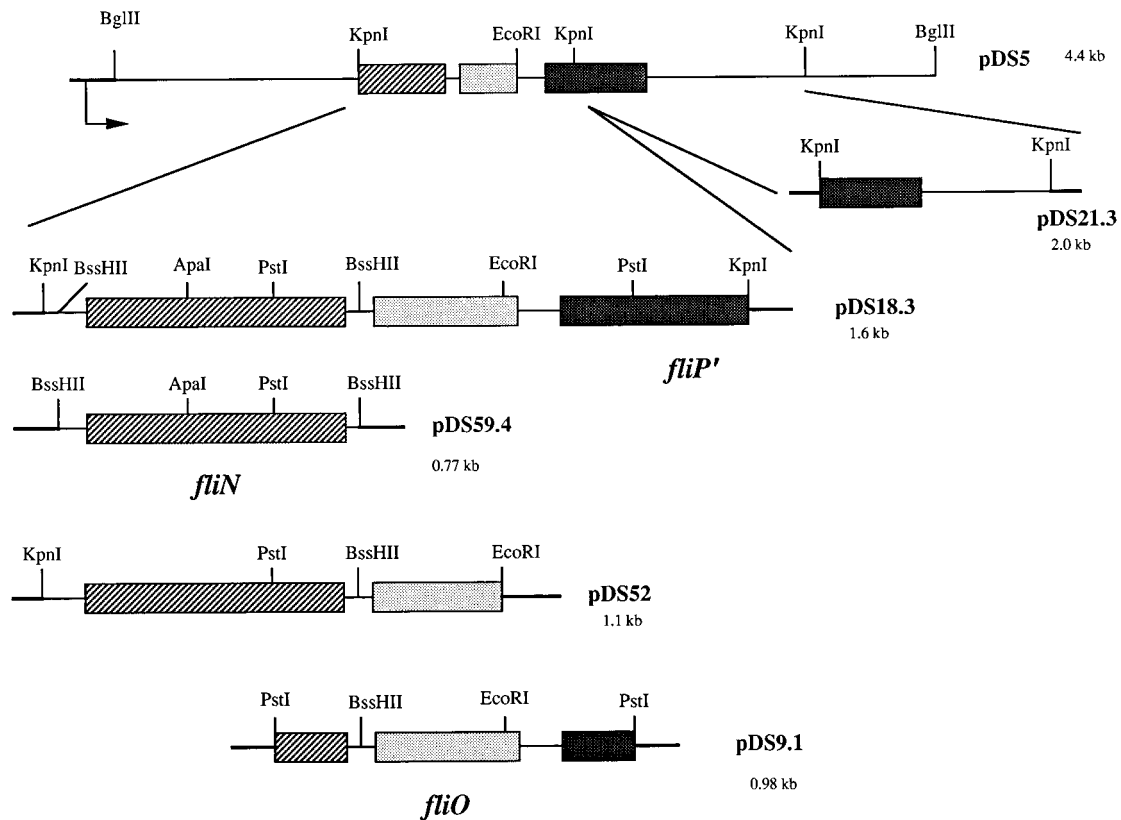 BglII
KpnI
EcoRI
KpnI
KpnI
BglII
pDS5
4.4 kb
KpnI
KpnI
pDS21.3
2.0 kb
KpnI
BssHII
ApaI
PstI
BssHII
EcoRI
PstI
KpnI
pDS18.3
1.6 kb
fliP'
BssHII
ApaI
PstI
BssHII
pDS59.4
0.77 kb
fliN
KpnI
PstI
BssHII
EcoRI
pDS52
1.1 kb
PstI
BssHII
EcoRI
PstI
pDS9.1
0.98 kb
fliO